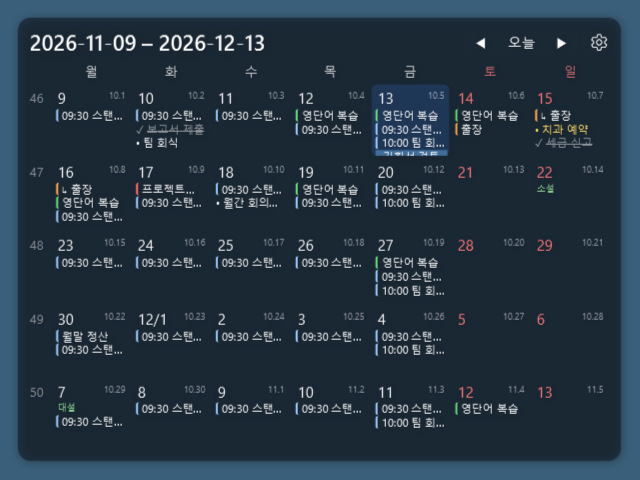 2026-11-09 – 2026-12-13
◀ 오늘 ▶
월 화 수 목 금 토 일
46
9 10.1
09:30 스탠...
10 10.2
✓ 보고서 제출
• 팀 회식
11 10.3
09:30 스탠...
12 10.4
영단어 복습
09:30 스탠...
13 10.5
영단어 복습
09:30 스탠...
10:00 팀 회...
14 10.6
영단어 복습
출장
15 10.7
↳ 출장
• 치과 예약
✓ 세금 신고
47
16 10.8
↳ 출장
영단어 복습
09:30 스탠...
17 10.9
프로젝트...
09:30 스탠...
18 10.10
09:30 스탠...
• 월간 회의...
19 10.11
영단어 복습
09:30 스탠...
20 10.12
09:30 스탠...
10:00 팀 회...
21 10.13
22 10.14
소설
48
23 10.15
09:30 스탠...
24 10.16
09:30 스탠...
25 10.17
09:30 스탠...
26 10.18
09:30 스탠...
27 10.19
영단어 복습
09:30 스탠...
10:00 팀 회...
28 10.20
29 10.21
49
30 10.22
월말 정산
09:30 스탠...
12/1 10.23
09:30 스탠...
2 10.24
09:30 스탠...
3 10.25
09:30 스탠...
4 10.26
09:30 스탠...
10:00 팀 회...
5 10.27
6 10.28
50
7 10.29
대설
09:30 스탠...
8 10.30
09:30 스탠...
9 11.1
09:30 스탠...
10 11.2
09:30 스탠...
11 11.3
09:30 스탠...
10:00 팀 회...
12 11.4
영단어 복습
13 11.5